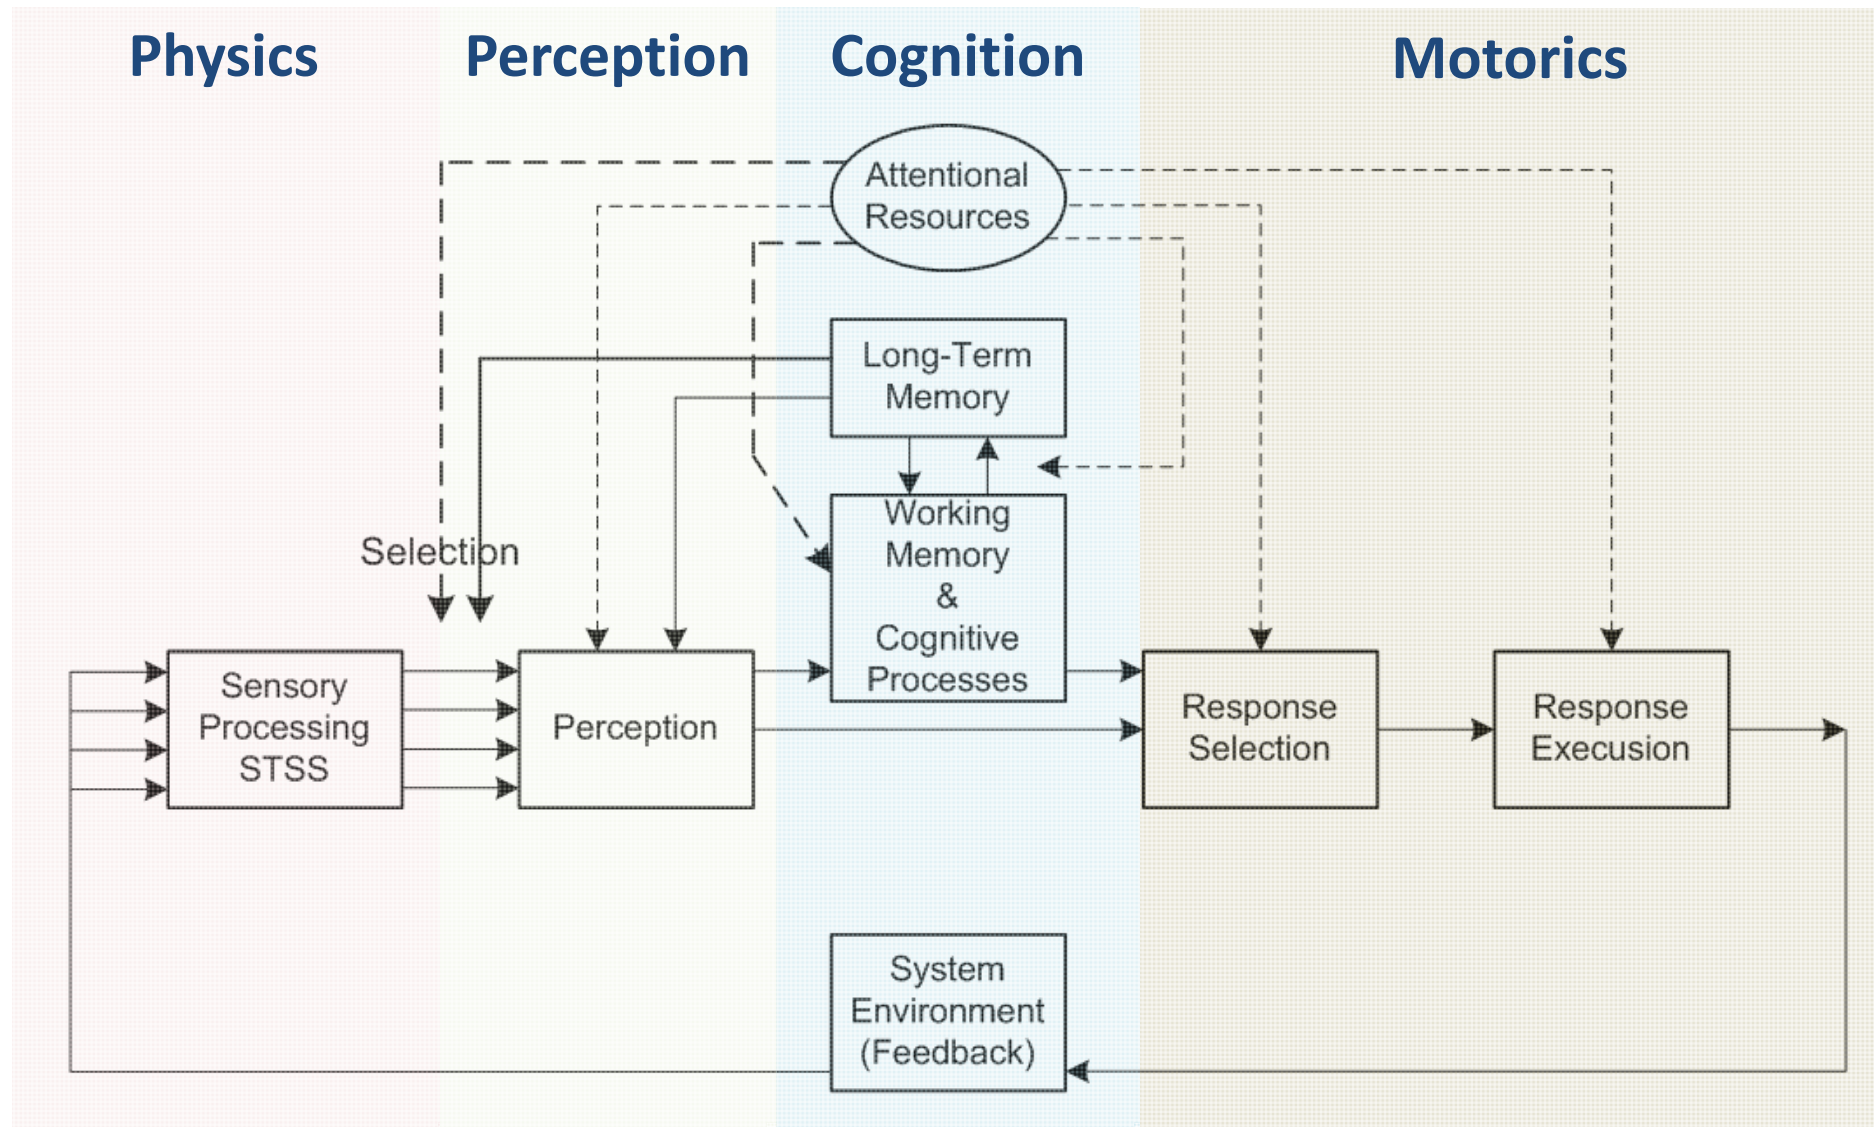 Physics
Perception
Cognition
Motorics
Attentional
Resources
Long-Term
Memory
Selection
Working
Memory
&
Cognitive
Processes
Sensory
Processing
STSS
Perception
Response
Selection
Response
Execusion
System
Environment
(Feedback)